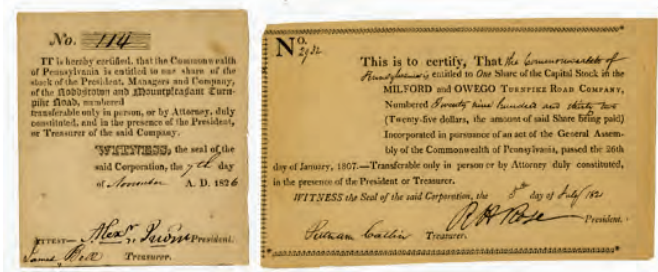 No. 114
IT is hereby certified, that the Commonwealth
of Pennsylvania is entitled to one share of the
stock of the President, Managers and Company,
of the Robbstown and Mountpleasant Turn-
pike Road, numbered
transferable only in person, or by Attorney, duly
constituted, and in the presence of the President,
or Treasurer of the said Company.
WITNESS, the seal of the
said Corporation, the 7th day
of November A. D. 1826
ATTEST— Alexr. President.
Bell Treasurer.
No. 2932
This is to certify, That the Commonwealth of
Pennsylvania is entitled to One Share of the Capital Stock in the
MILFORD and OWEGO TURNPIKE ROAD COMPANY,
Numbered Twenty nine hundred and thirty two
(Twenty-five dollars, the amount of said Share being paid)
Incorporated in pursuance of an act of the General Assem-
bly of the Commonwealth of Pennsylvania, passed the 26th
day of January, 1807.—Transferable only in person or by Attorney duly constituted,
in the presence of the President or Treasurer.
WITNESS the Seal of the said Corporation, the 5th day of July 1821
R H Rose President.
Putnam Catlin Treasurer.